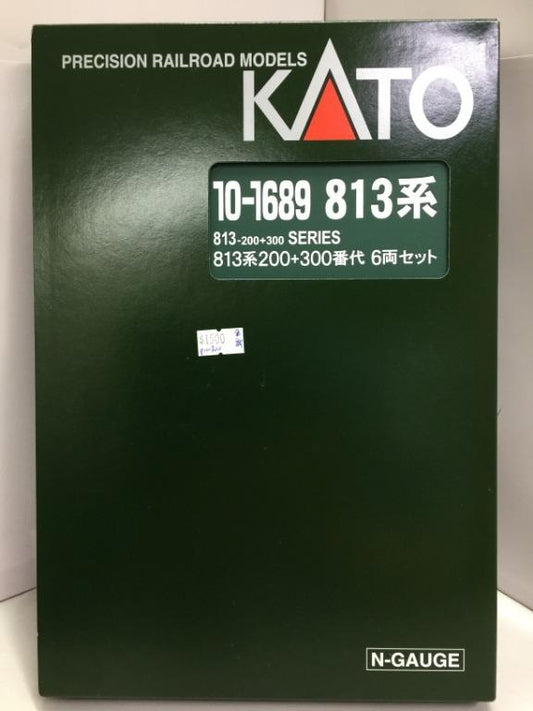 PRECISION RAILROAD MODELS
KATO
10-1689 813系
813-200+300 SERIES
813系200+300番代 6両セット
$1500
N-GAUGE